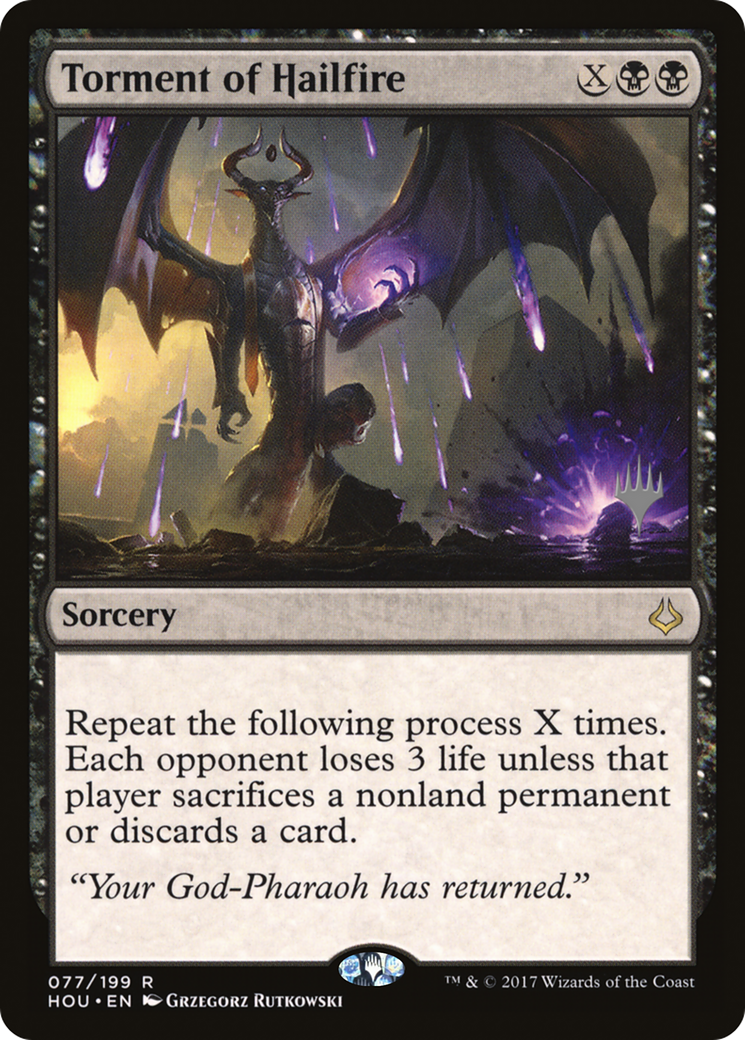 Torment of Hailfire X
Sorcery
Repeat the following process X times.
Each opponent loses 3 life unless that
player sacrifices a nonland permanent
or discards a card.
“Your God-Pharaoh has returned.”
077/199 R
HOU • EN Grzegorz Rutkowski
™ & © 2017 Wizards of the Coast